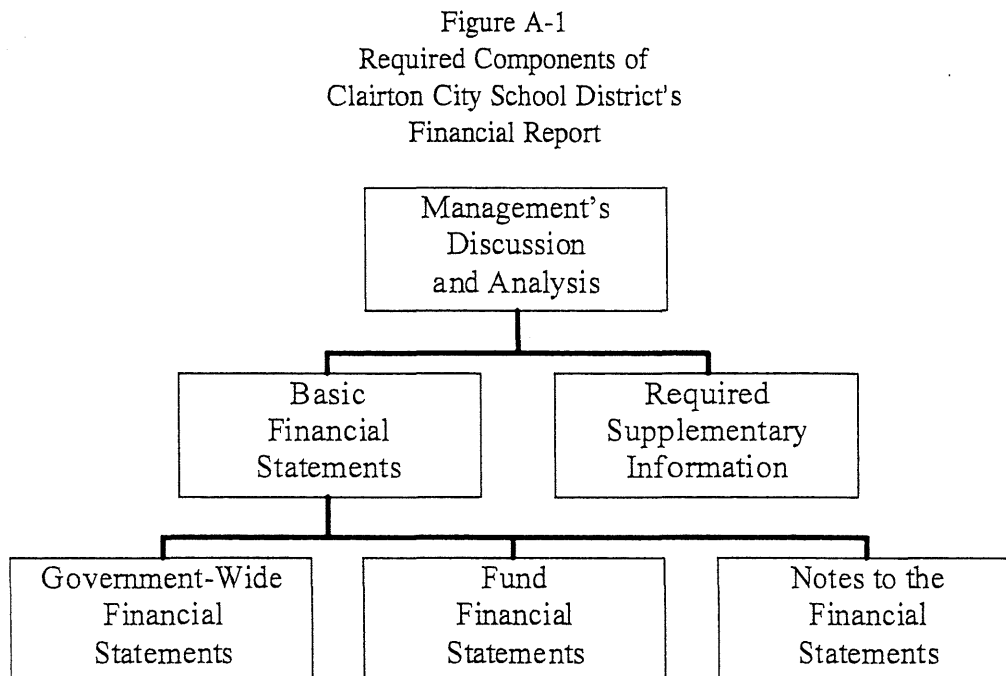 Figure A-1
Required Components of
Clairton City School District's
Financial Report
Management's
Discussion
and Analysis
Basic
Financial
Statements
Required
Supplementary
Information
Government-Wide
Financial
Statements
Fund
Financial
Statements
Notes to the
Financial
Statements